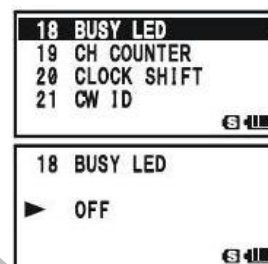 18 BUSY LED
19 CH COUNTER
20 CLOCK SHIFT
21 CW ID
S
18 BUSY LED
▶ OFF
S